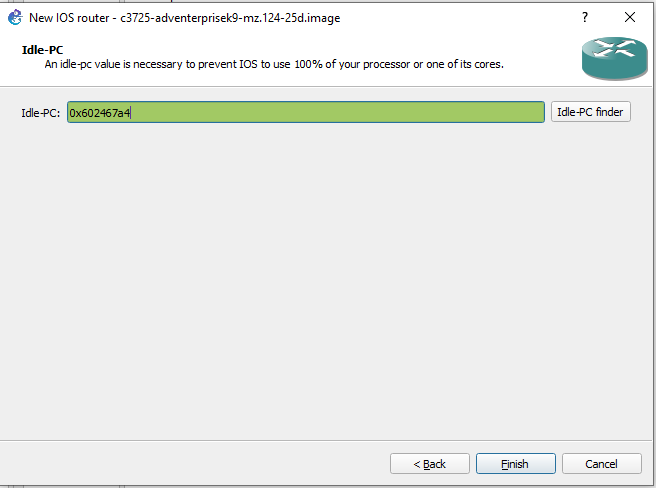 New IOS router - c3725-adventerprisek9-mz.124-25d.image
?
Idle-PC
An idle-pc value is necessary to prevent IOS to use 100% of your processor or one of its cores.
Idle-PC: 0x602467a4 Idle-PC finder
< Back Finish Cancel